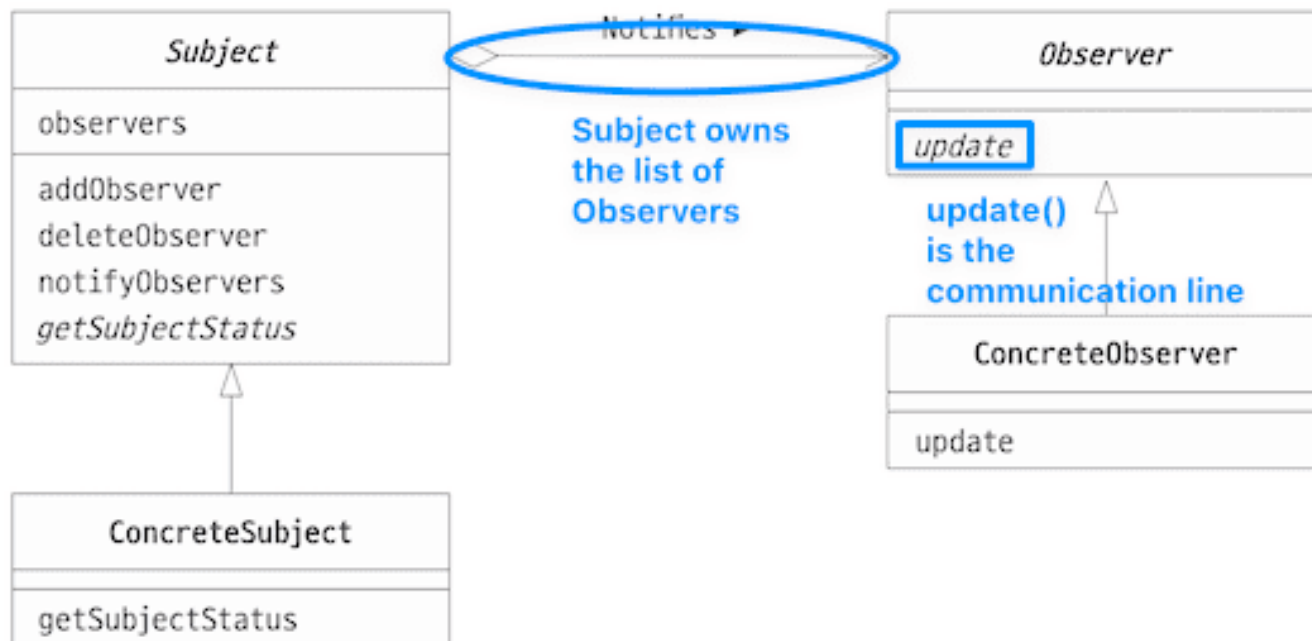 Subject
observers
addObserver
deleteObserver
notifyObservers
getSubjectStatus
Notifies ►
Subject owns
the list of
Observers
Observer
update
update()
is the
communication line
ConcreteObserver
update
ConcreteSubject
getSubjectStatus